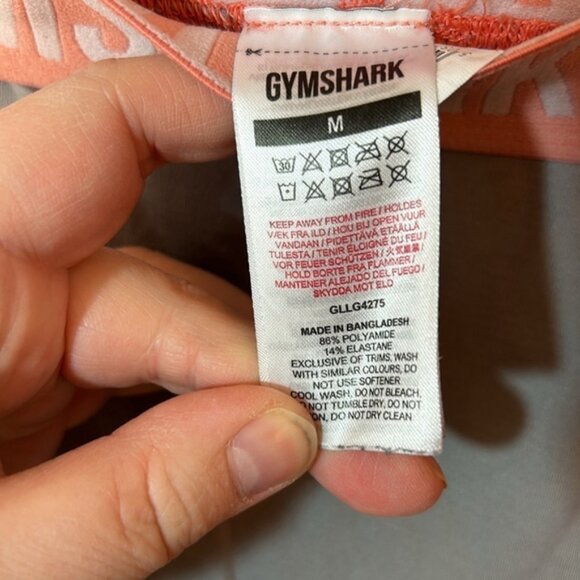 GYMSHARK
M
30
KEEP AWAY FROM FIRE / HOLDES
VÆK FRA ILD / HOU BIJ OPEN VUUR
VANDAAN / PIDETTÄVÄ ETÄÄLLÄ
TULESTA / TENIR ÉLOIGNÉ DU FEU /
VOR FEUER SCHÜTZEN / 火気厳禁 /
HOLD BORTE FRA FLAMMER /
MANTENER ALEJADO DEL FUEGO /
SKYDDA MOT ELD
GLLG4275
MADE IN BANGLADESH
86% POLYAMIDE
14% ELASTANE
EXCLUSIVE OF TRIMS, WASH
WITH SIMILAR COLOURS, DO
NOT USE SOFTENER
COOL WASH, DO NOT BLEACH,
NOT TUMBLE DRY, DO NOT
DO NOT DRY CLEAN